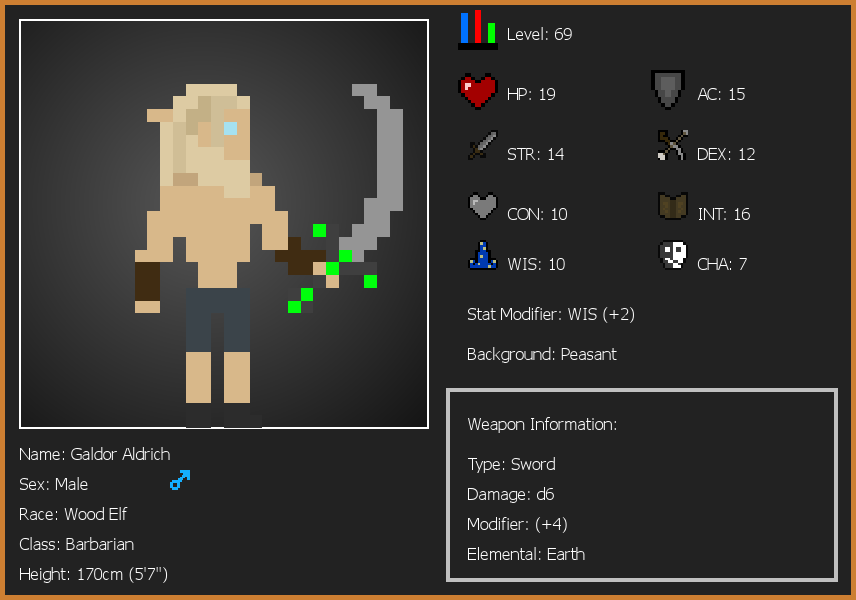 Level: 69
HP: 19
AC: 15
STR: 14
DEX: 12
CON: 10
INT: 16
WIS: 10
CHA: 7
Stat Modifier: WIS (+2)
Background: Peasant
Weapon Information:
Type: Sword
Damage: d6
Modifier: (+4)
Elemental: Earth
Name: Galdor Aldrich
Sex: Male
Race: Wood Elf
Class: Barbarian
Height: 170cm (5'7")